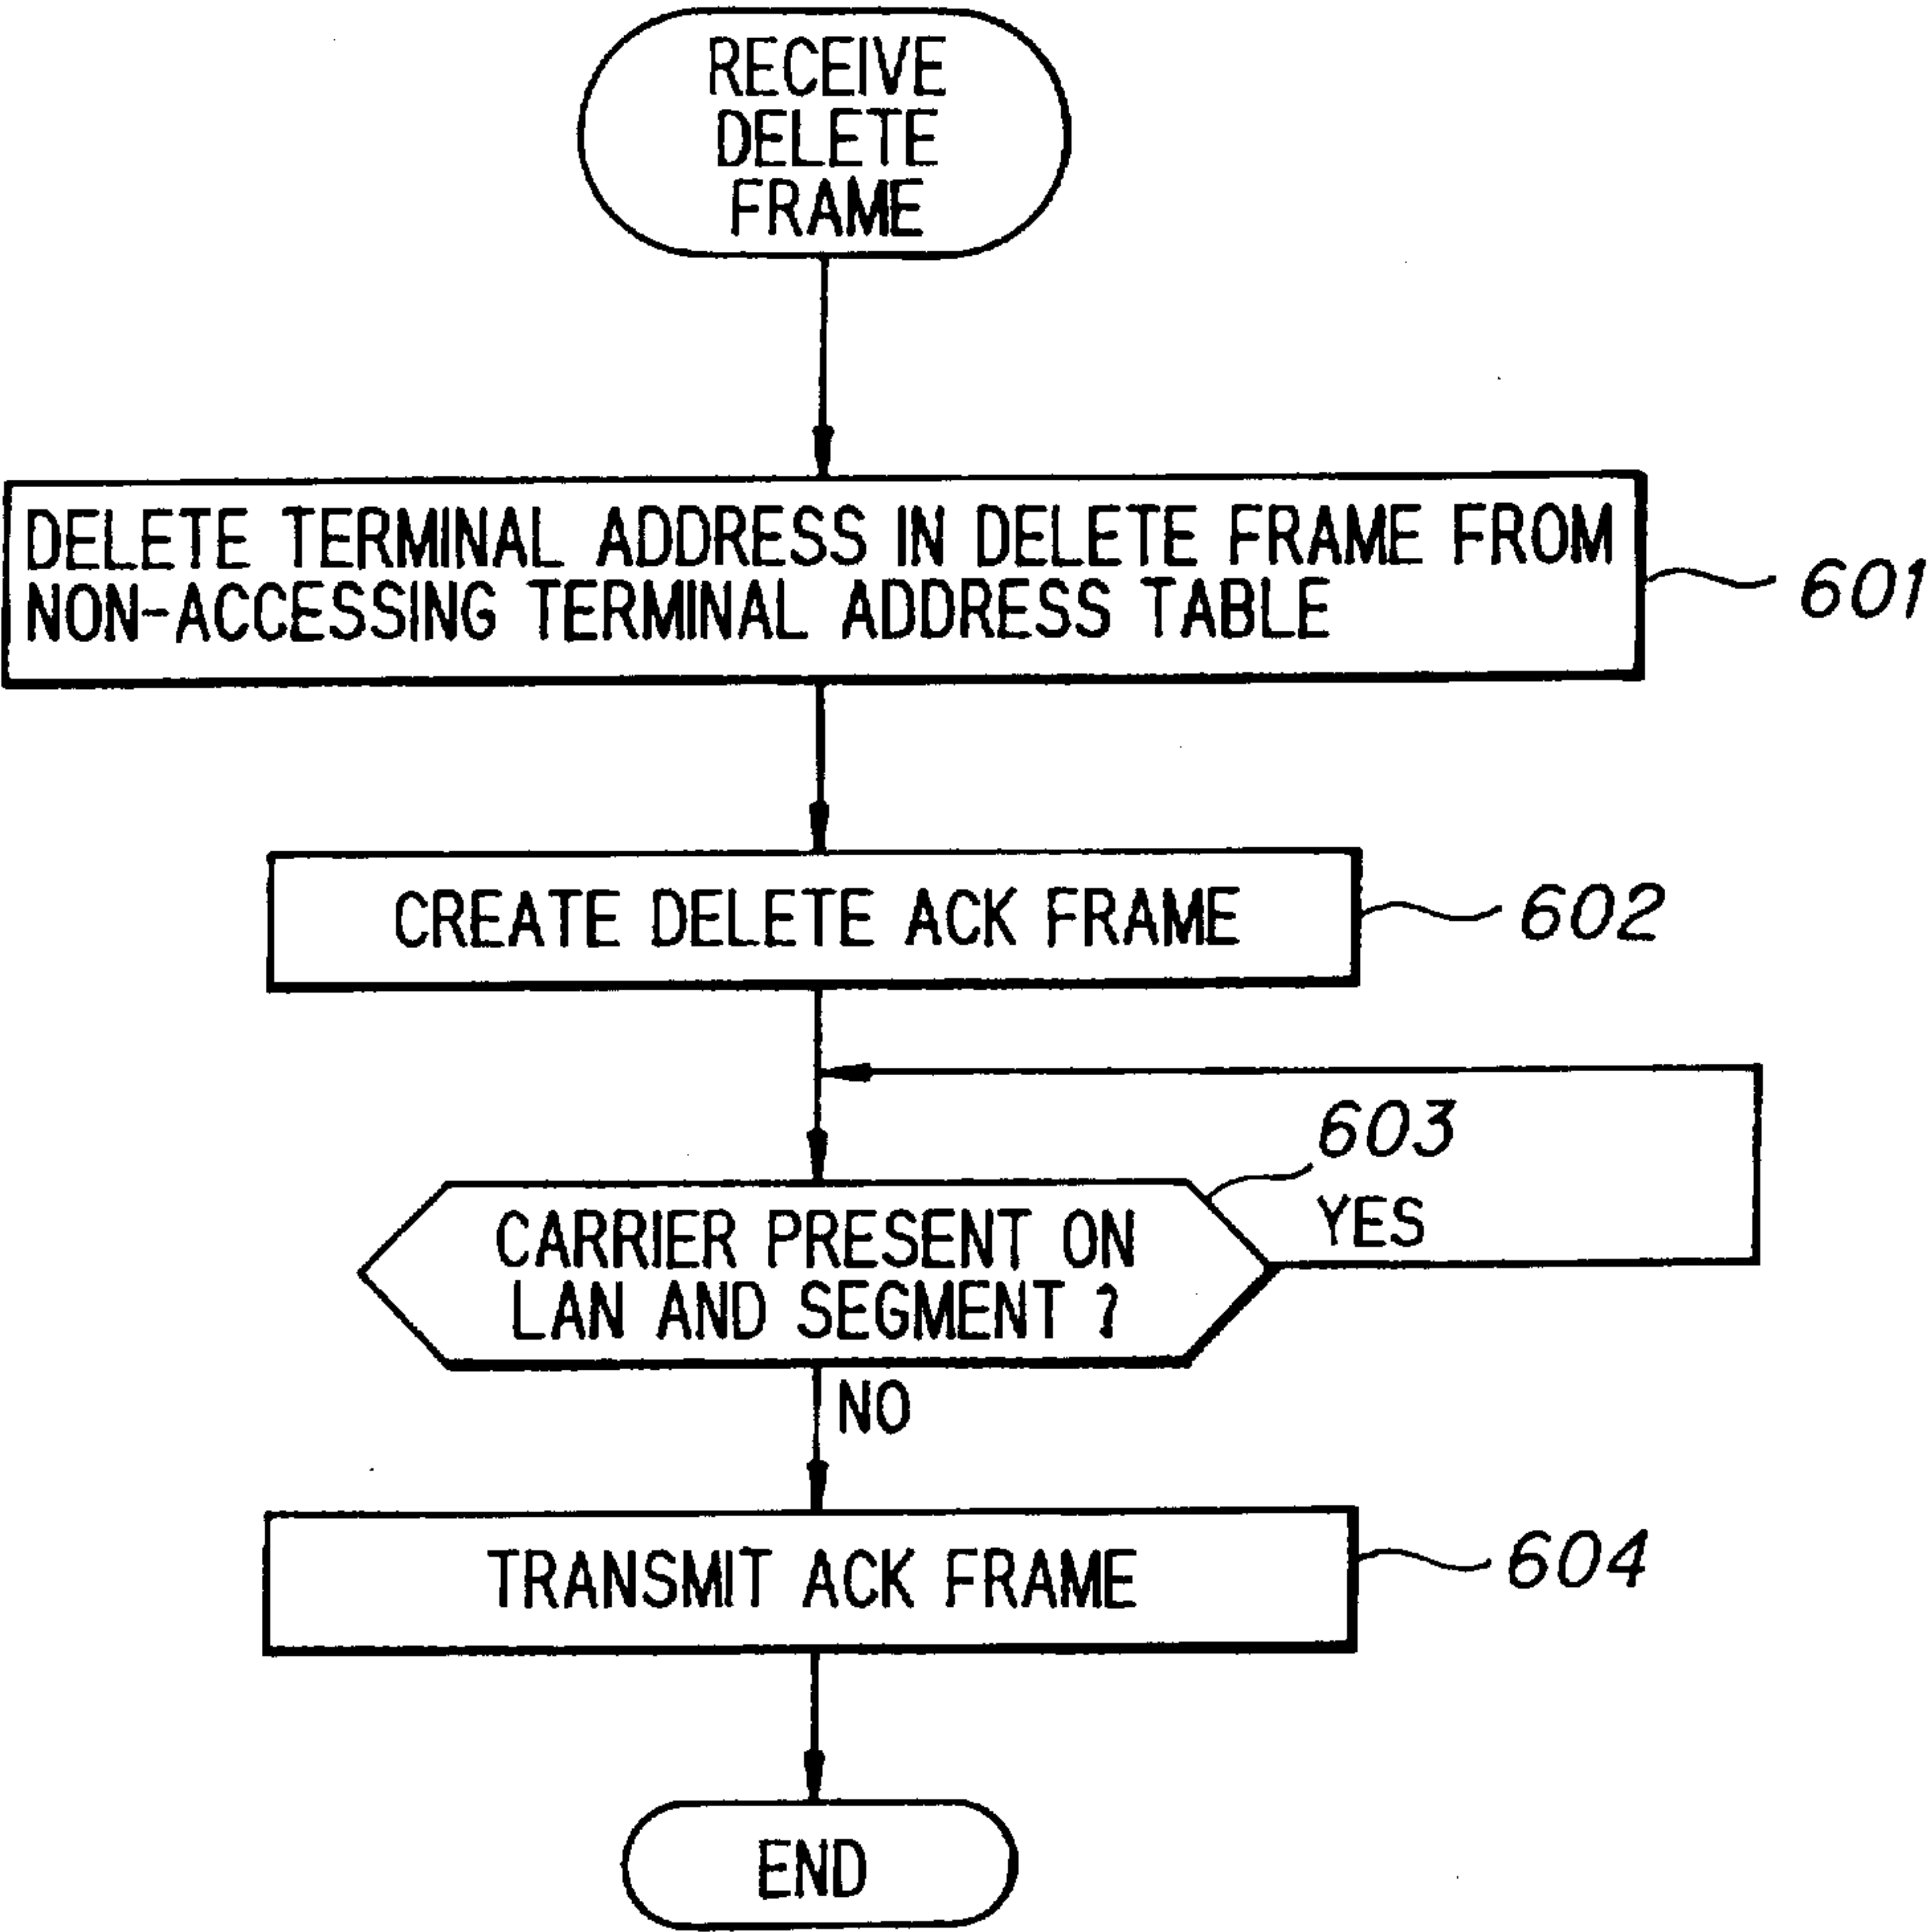 RECEIVE
DELETE
FRAME
DELETE TERMINAL ADDRESS IN DELETE FRAME FROM
NON-ACCESSING TERMINAL ADDRESS TABLE
601
CREATE DELETE ACK FRAME
602
603
YES
CARRIER PRESENT ON
LAN AND SEGMENT ?
NO
TRANSMIT ACK FRAME
604
END